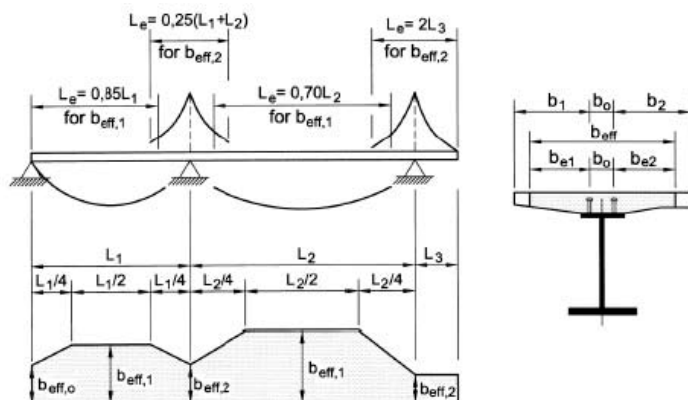 Le= 0,25(L1+L2)
for beff,2
Le= 2L3
for beff,2
Le= 0,85L1
for beff,1
Le= 0,70L2
for beff,1
b1 bo b2
beff
be1 bo be2
L1 L2 L3
L1/4 L1/2 L1/4 L2/4 L2/2 L2/4
beff,o beff,1 beff,2 beff,1 beff,2